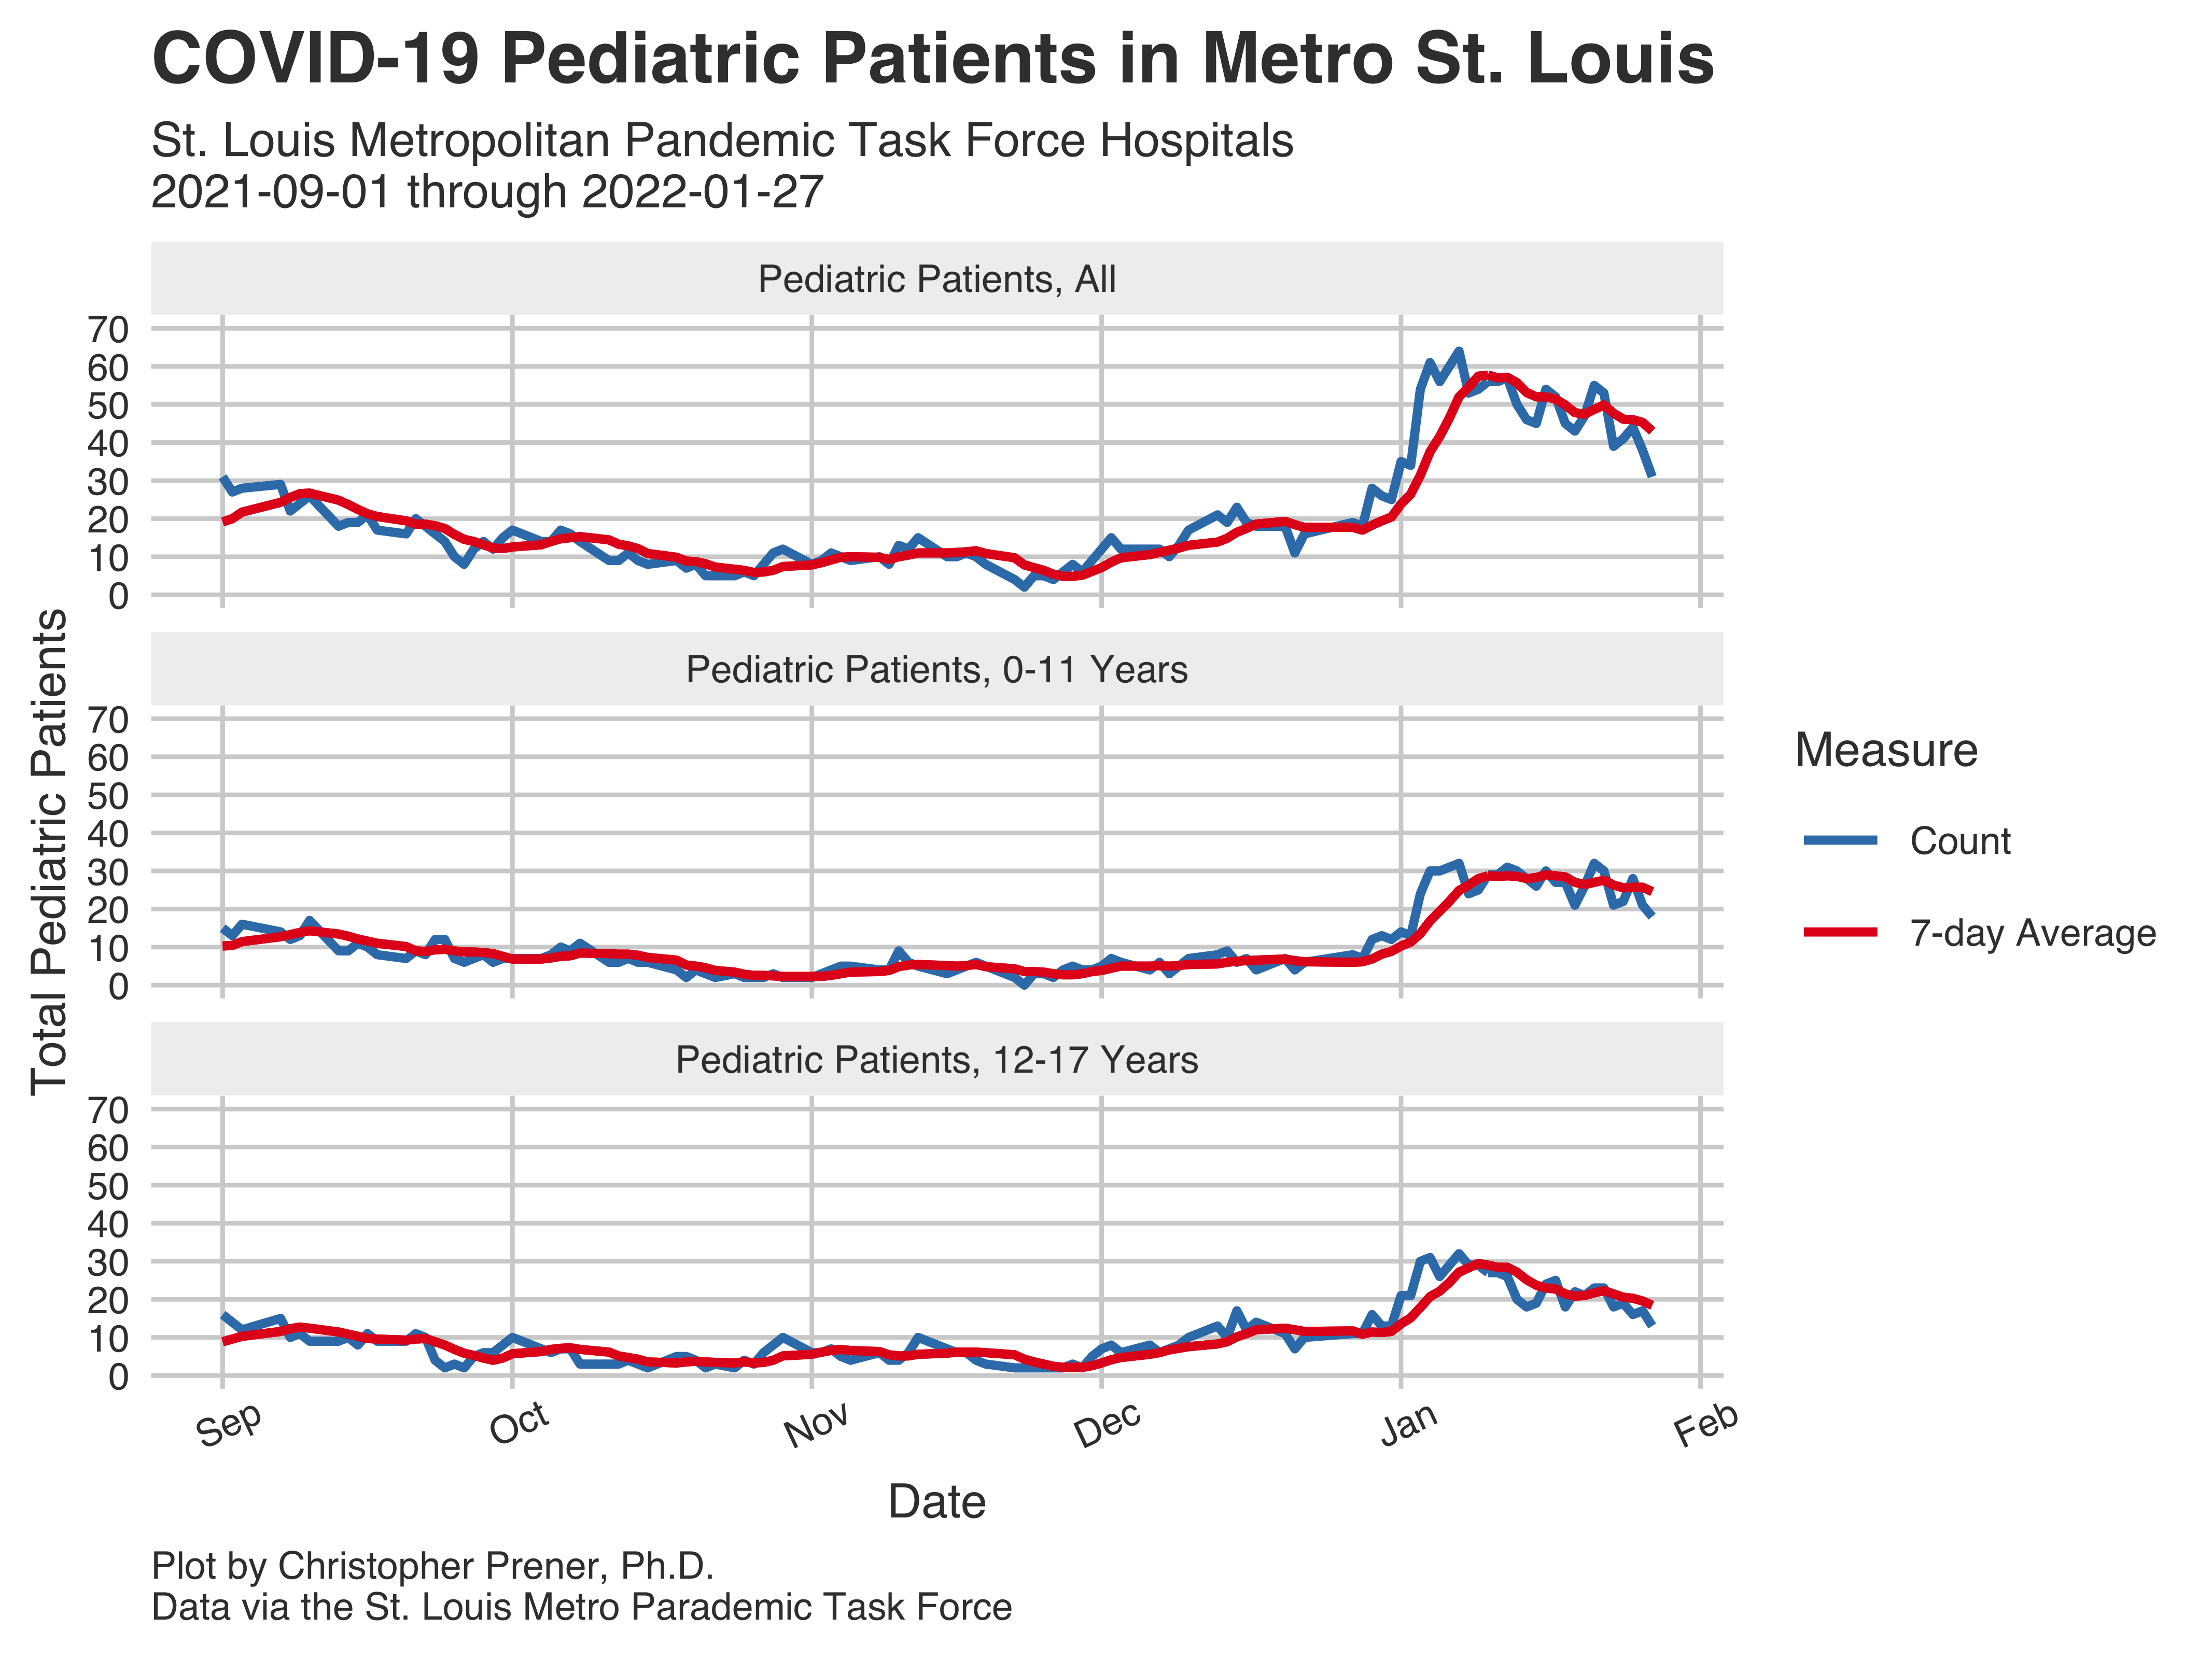 COVID-19 Pediatric Patients in Metro St. Louis
St. Louis Metropolitan Pandemic Task Force Hospitals
2021-09-01 through 2022-01-27
Pediatric Patients, All
70
60
50
40
30
20
10
0
Pediatric Patients, 0-11 Years
70
60
50
40
30
20
10
0
Pediatric Patients, 12-17 Years
70
60
50
40
30
20
10
0
Total Pediatric Patients
Sep Oct Nov Dec Jan Feb
Date
Measure
Count
7-day Average
Plot by Christopher Prener, Ph.D.
Data via the St. Louis Metro Parademic Task Force